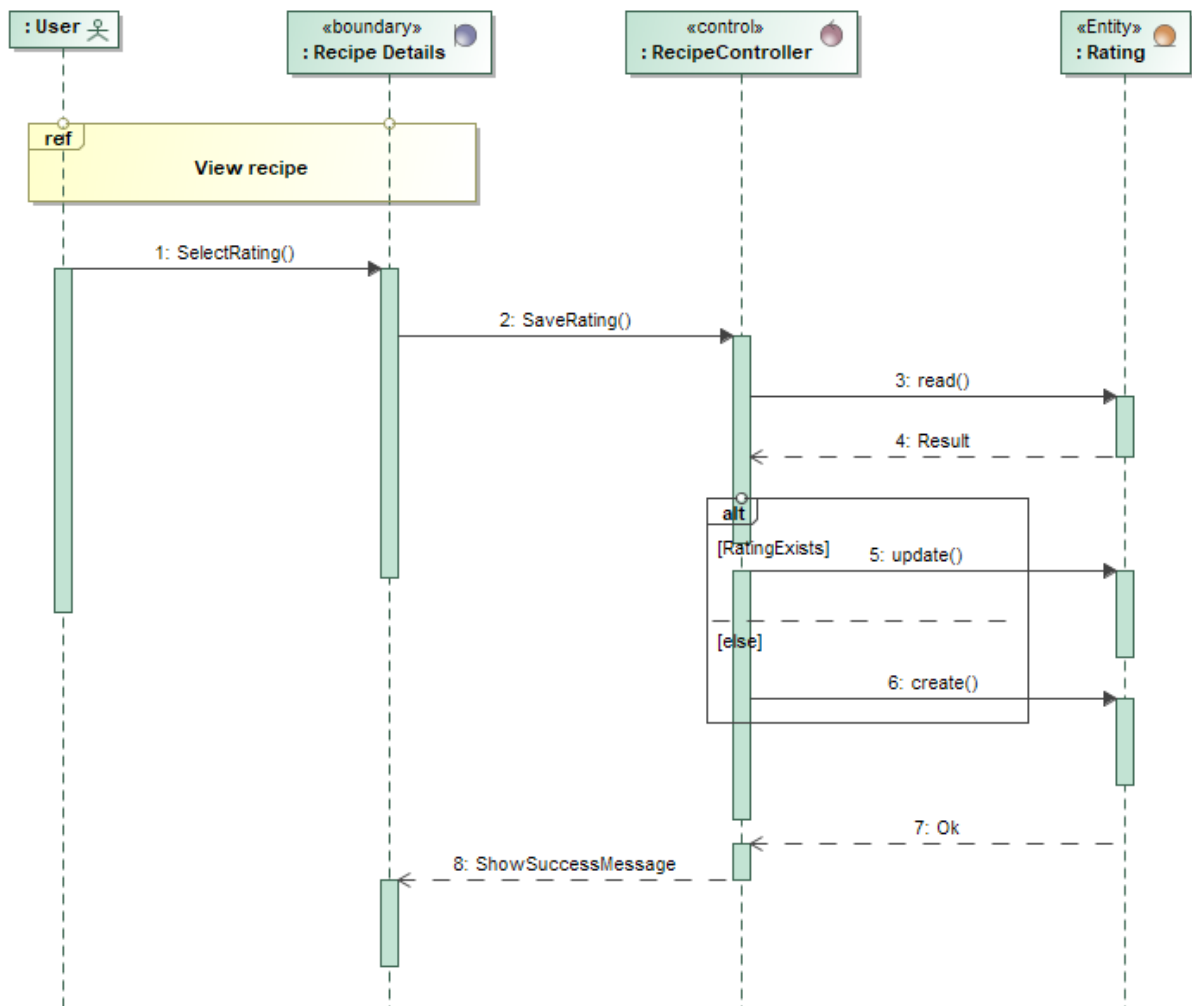 : User
«boundary»
: Recipe Details
«control»
: RecipeController
«Entity»
: Rating
ref
View recipe
1: SelectRating()
2: SaveRating()
3: read()
4: Result
alt
[RatingExists]
5: update()
[else]
6: create()
7: Ok
8: ShowSuccessMessage